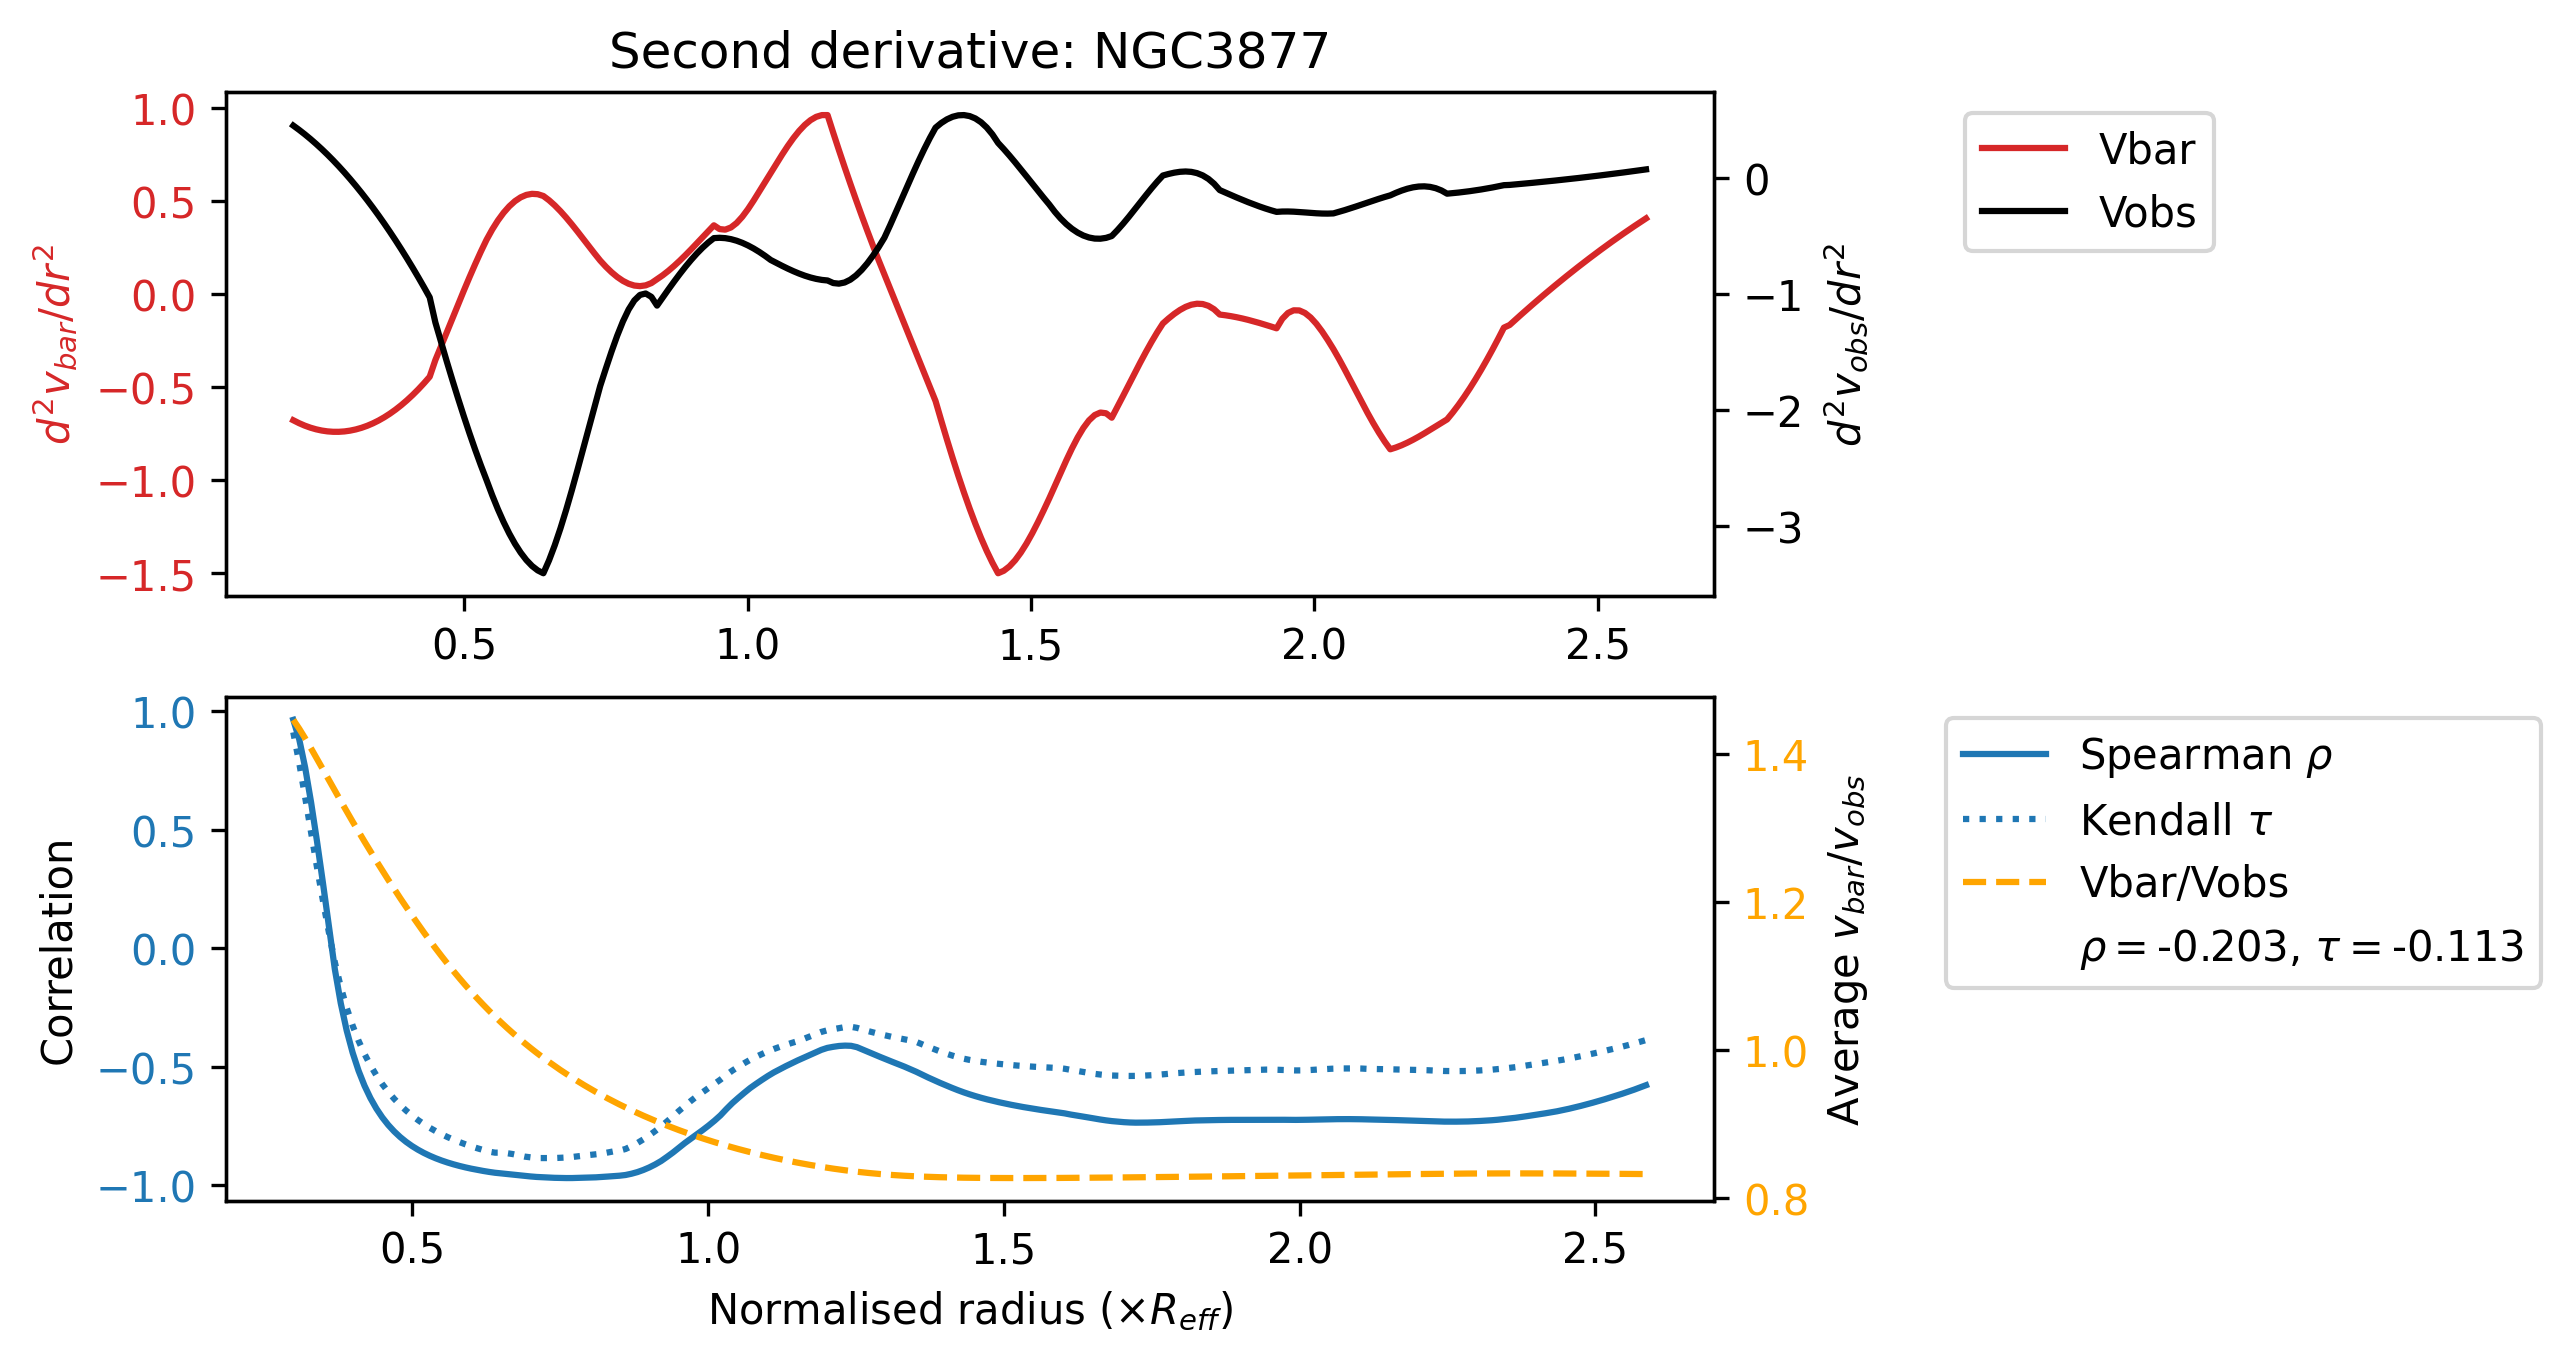 Second derivative: NGC3877
1.0
0.5
0.0
−0.5
−1.0
−1.5
d²v_bar/dr²
0
−1
−2
−3
d²v_obs/dr²
0.5 1.0 1.5 2.0 2.5
Vbar
Vobs
1.0
0.5
0.0
−0.5
−1.0
Correlation
1.4
1.2
1.0
0.8
Average v_bar/v_obs
0.5 1.0 1.5 2.0 2.5
Normalised radius (×R_eff)
Spearman ρ
Kendall τ
Vbar/Vobs
ρ = -0.203, τ = -0.113